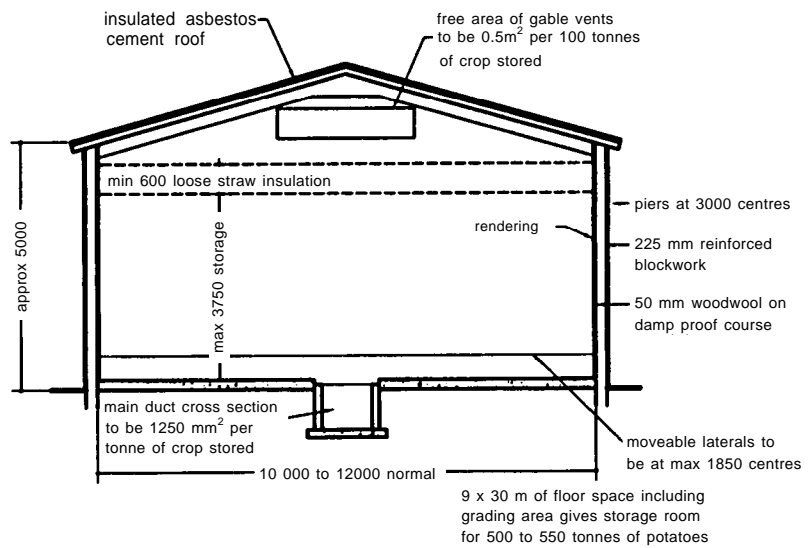 insulated asbestos
cement roof
free area of gable vents
to be 0.5m² per 100 tonnes
of crop stored
min 600 loose straw insulation
approx 5000
max 3750 storage
rendering
piers at 3000 centres
225 mm reinforced
blockwork
50 mm woodwool on
damp proof course
main duct cross section
to be 1250 mm² per
tonne of crop stored
moveable laterals to
be at max 1850 centres
10 000 to 12000 normal
9 x 30 m of floor space including
grading area gives storage room
for 500 to 550 tonnes of potatoes